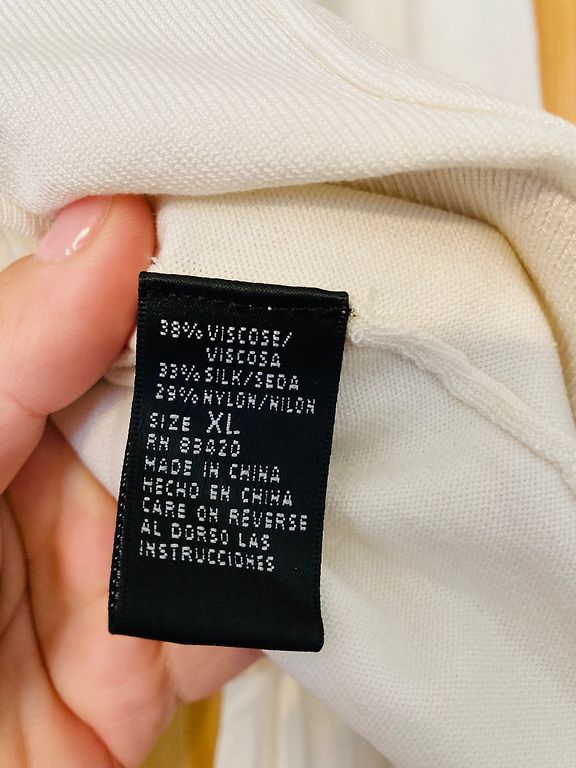 38% VISCOSE/
VISCOSA
33% SILK/SEDA
29% NYLON/NILON
SIZE XL
RN 83420
MADE IN CHINA
HECHO EN CHINA
CARE ON REVERSE
AL DORSO LAS
INSTRUCCIONES